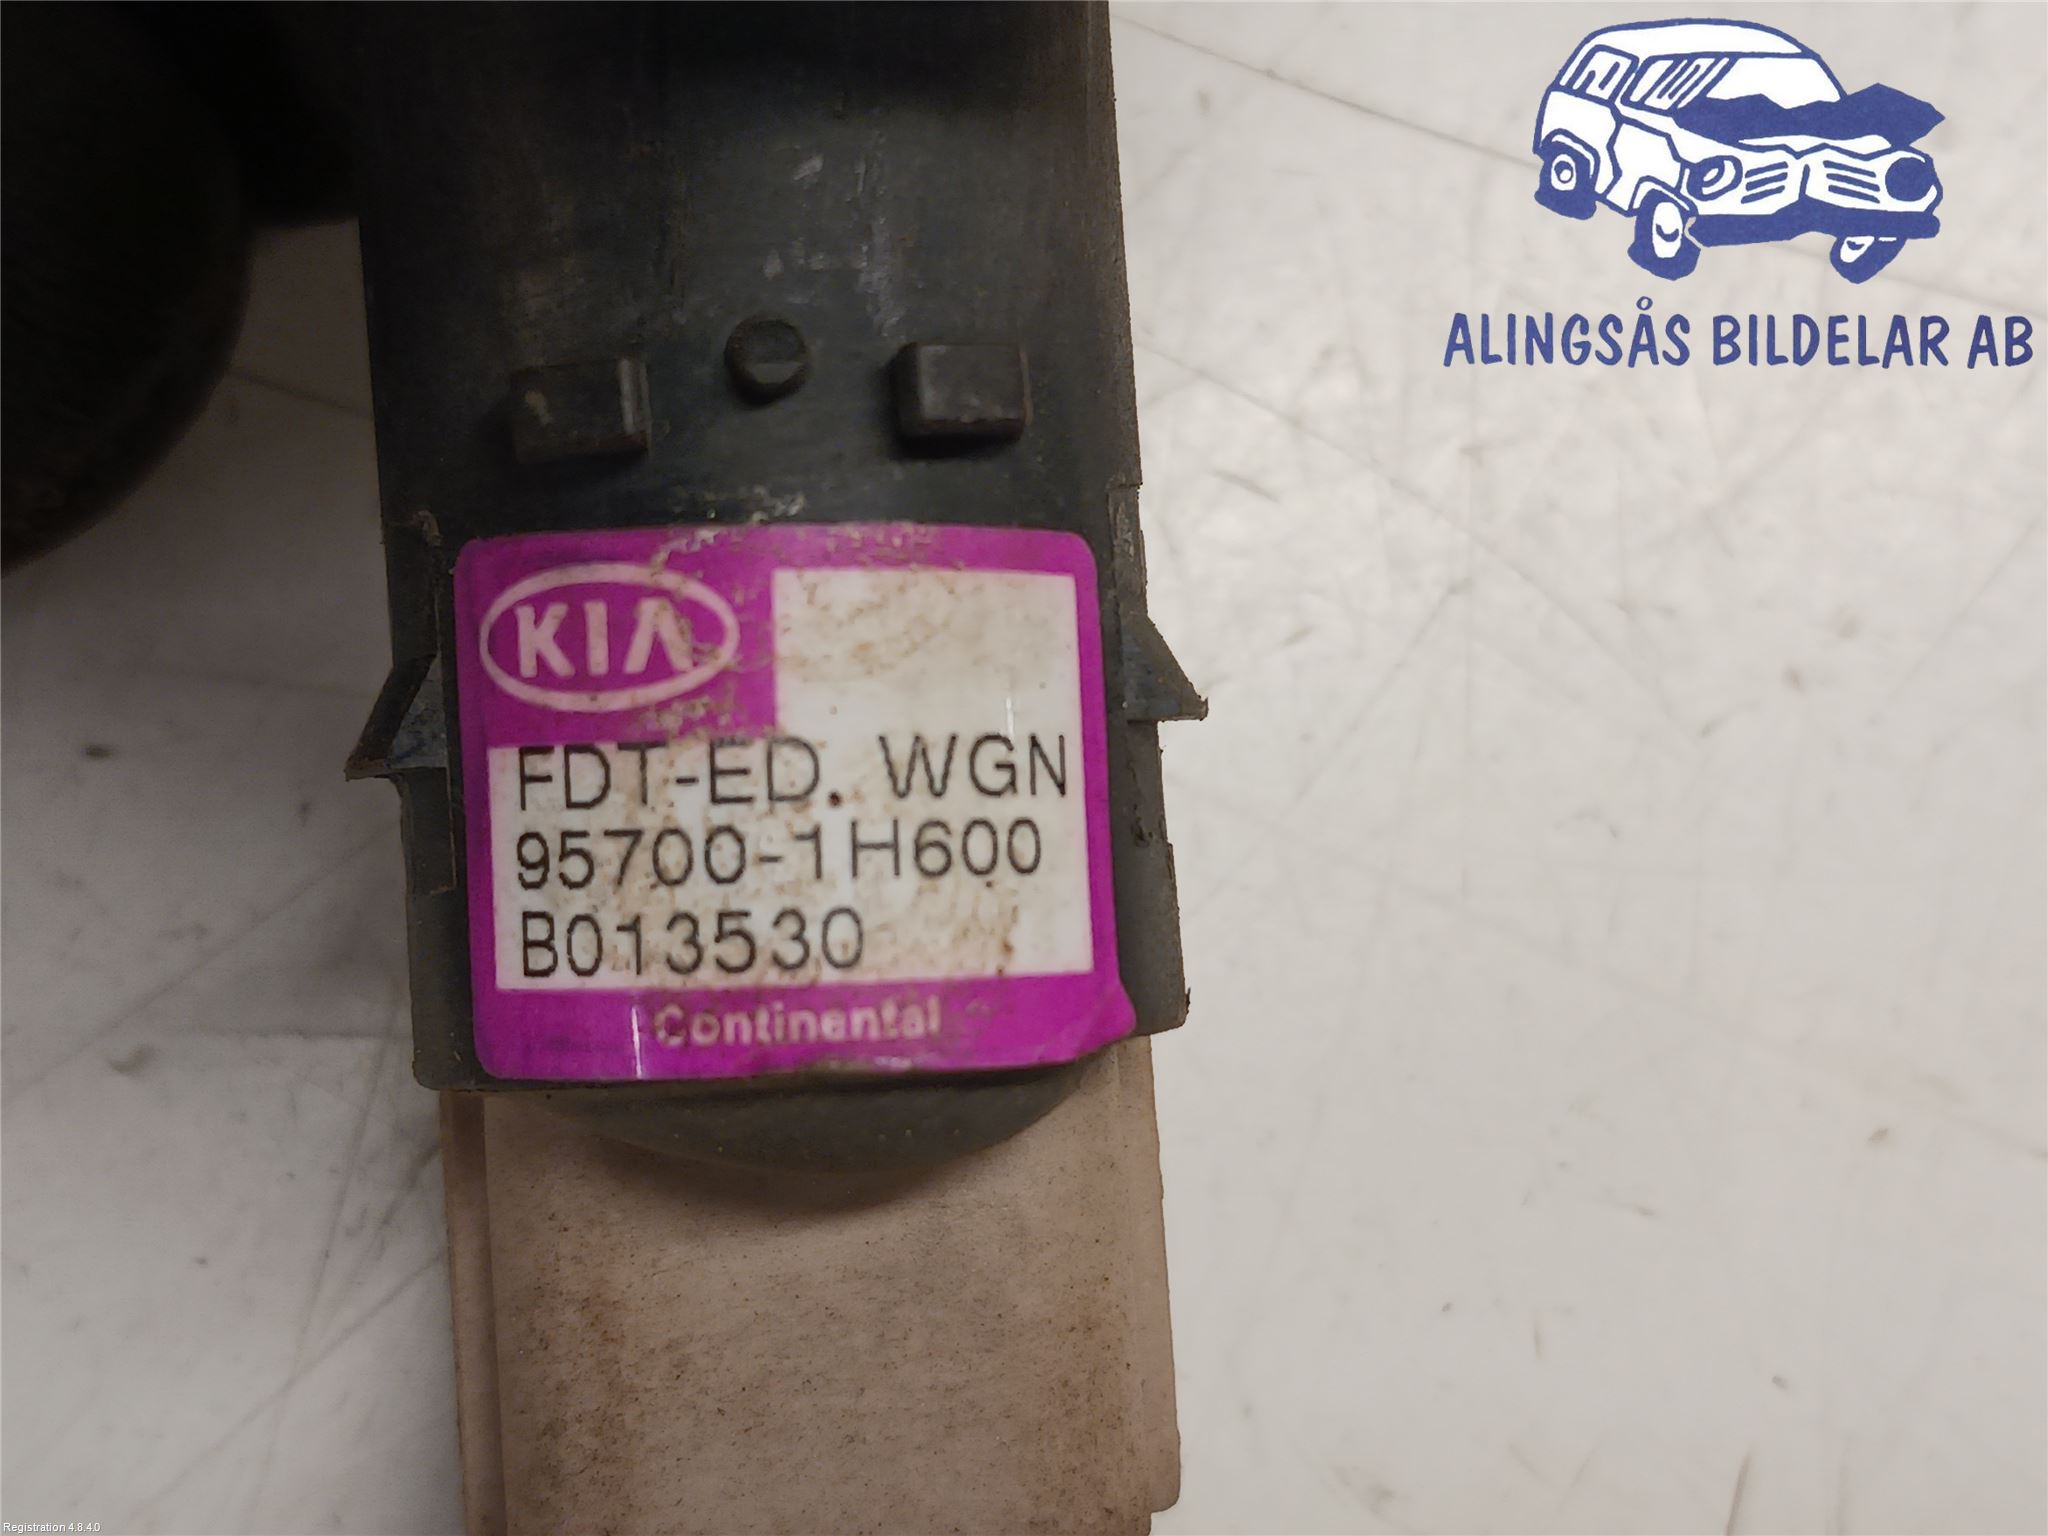 ALINGSÅS BILDELAR AB
KIA
FDT-ED. WGN
95700-1H600
B013530
Continental
Registration 4.8.4.0